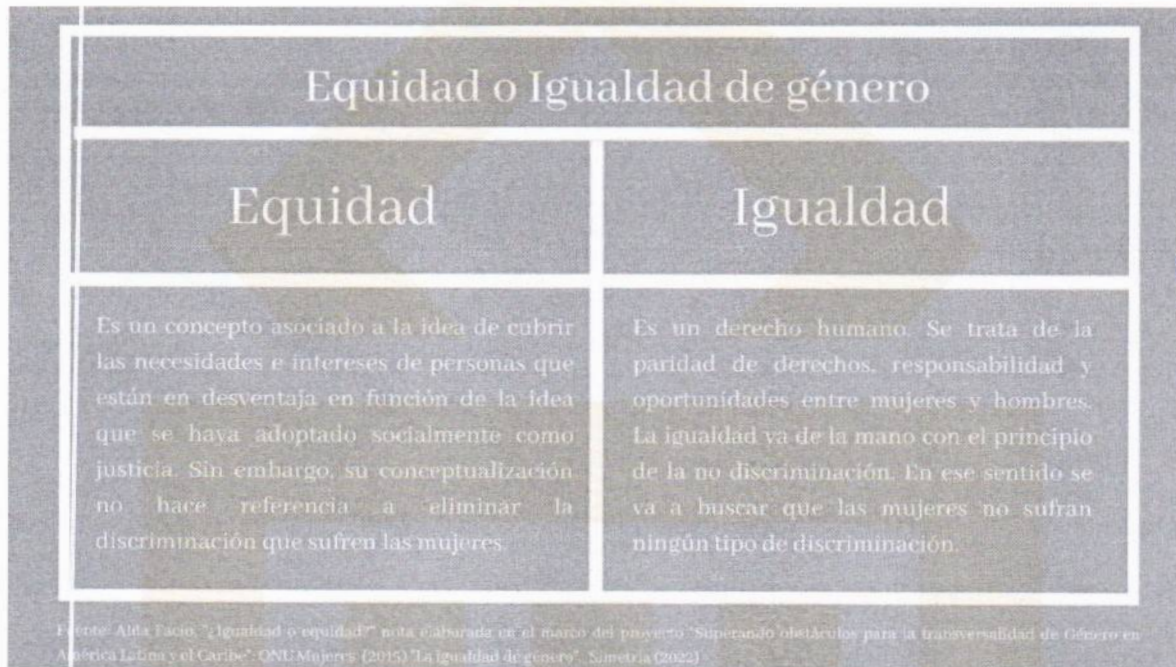 Equidad o Igualdad de género
Equidad
Igualdad
Es un concepto asociado a la idea de cubrir
las necesidades e intereses de personas que
están en desventaja en función de la idea
que se haya adoptado socialmente como
justicia. Sin embargo, su conceptualización
no hace referencia a eliminar la
discriminación que sufren las mujeres.
Es un derecho humano. Se trata de la
paridad de derechos, responsabilidad y
oportunidades entre mujeres y hombres.
La igualdad va de la mano con el principio
de la no discriminación. En ese sentido se
va a buscar que las mujeres no sufran
ningún tipo de discriminación.
Fuente: Alda Facio, "¿Igualdad o equidad?" nota elaborada en el marco del proyecto "Superando obstáculos para la transversalidad de Género en
América Latina y el Caribe"; ONU Mujeres (2015) "La igualdad de género". Simetría (2022)